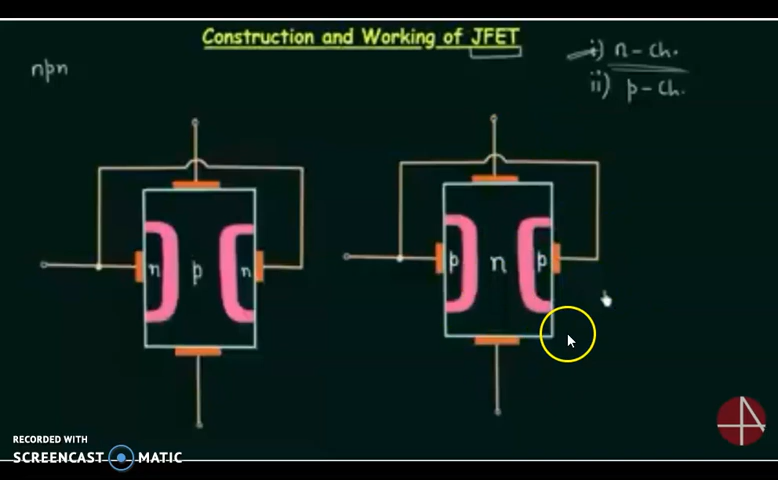 Construction and Working of JFET
i) n-ch.
ii) p-ch.
npn
n p n
p n p
RECORDED WITH
SCREENCAST MATIC